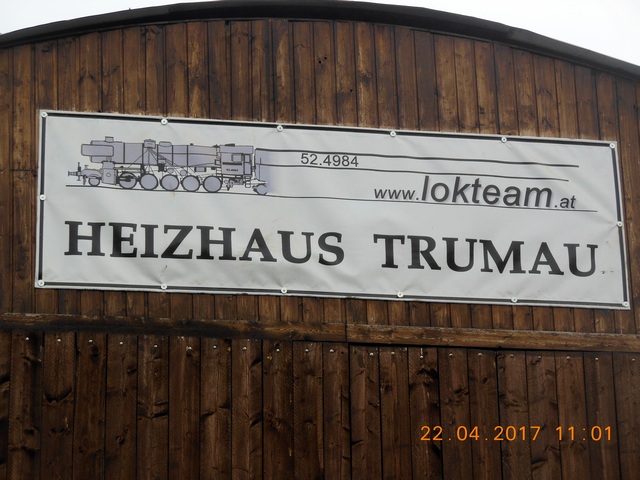 52.4984
www.lokteam.at
HEIZHAUS TRUMAU
22.04.2017 11:01